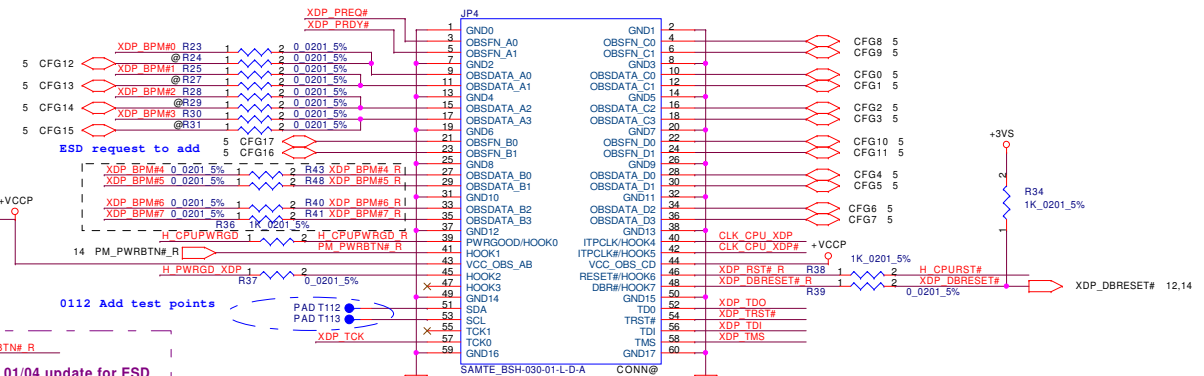 XDP_PREQ#
XDP_PRDY#
JP4
XDP_BPM#0 R23 1 2 0_0201_5%
5 CFG12 @R24 0_0201_5%
XDP_BPM#1 R25 1 2 0_0201_5%
5 CFG13 @R27 0_0201_5%
XDP_BPM#2 R28 1 2 0_0201_5%
5 CFG14 @R29 0_0201_5%
XDP_BPM#3 R30 1 2 0_0201_5%
5 CFG15 @R31 0_0201_5%
5 CFG17
5 CFG16
ESD request to add
XDP_BPM#4 0_0201_5% 1 2 R43 XDP_BPM#4_R
XDP_BPM#5 0_0201_5% 1 2 R48 XDP_BPM#5_R
XDP_BPM#6 0_0201_5% 1 2 R40 XDP_BPM#6_R
XDP_BPM#7 0_0201_5% 1 2 R41 XDP_BPM#7_R
R36 1K_0201_5%
+VCCP
H_CPUPWRGD 1 2 H_CPUPWRGD_R
14 PM_PWRBTN#_R PM_PWRBTN#_R
H_PWRGD_XDP 1 2
R37 0_0201_5%
0112 Add test points
PAD T112
PAD T113
XDP_TCK
BTN#_R
01/04 update for ESD
1 GND0 GND1 2
3 OBSFN_A0 OBSFN_C0 4
5 OBSFN_A1 OBSFN_C1 6
7 GND2 GND3 8
9 OBSDATA_A0 OBSDATA_C0 10
11 OBSDATA_A1 OBSDATA_C1 12
13 GND4 GND5 14
15 OBSDATA_A2 OBSDATA_C2 16
17 OBSDATA_A3 OBSDATA_C3 18
19 GND6 GND7 20
21 OBSFN_B0 OBSFN_D0 22
23 OBSFN_B1 OBSFN_D1 24
25 GND8 GND9 26
27 OBSDATA_B0 OBSDATA_D0 28
29 OBSDATA_B1 OBSDATA_D1 30
31 GND10 GND11 32
33 OBSDATA_B2 OBSDATA_D2 34
35 OBSDATA_B3 OBSDATA_D3 36
37 GND12 GND13 38
39 PWRGOOD/HOOK0 ITPCLK/HOOK4 40
41 HOOK1 ITPCLK#/HOOK5 42
43 VCC_OBS_AB VCC_OBS_CD 44
45 HOOK2 RESET#/HOOK6 46
47 HOOK3 DBR#/HOOK7 48
49 GND14 GND15 50
51 SDA TD0 52
53 SCL TRST# 54
55 TCK1 TDI 56
57 TCK0 TMS 58
59 GND16 GND17 60
SAMTE_BSH-030-01-L-D-A CONN@
CFG8 5
CFG9 5
CFG0 5
CFG1 5
CFG2 5
CFG3 5
CFG10 5
CFG11 5
CFG4 5
CFG5 5
CFG6 5
CFG7 5
CLK_CPU_XDP
CLK_CPU_XDP#
+VCCP
1K_0201_5%
XDP_RST#_R R38 1 2 H_CPURST#
XDP_DBRESET#_R 1 2 XDP_DBRESET#
R39 0_0201_5%
XDP_TDO
XDP_TRST#
XDP_TDI
XDP_TMS
+3VS
2
R34
1K_0201_5%
1
XDP_DBRESET# 12,14